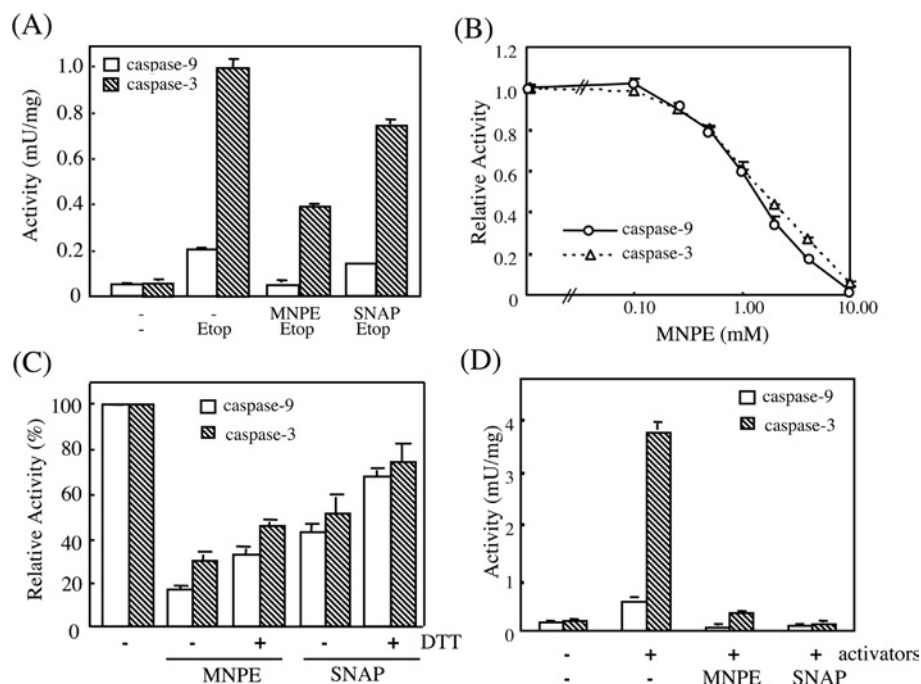 (A)
caspase-9
caspase-3
Activity (mU/mg)
1.0
0.8
0.6
0.4
0.2
0
- - MNPE SNAP
- Etop Etop Etop
(B)
Relative Activity
1.2
1.0
0.8
0.6
0.4
0.2
0
caspase-9
caspase-3
0.10 1.00 10.00
MNPE (mM)
(C)
caspase-9
caspase-3
Relative Activity (%)
100
80
60
40
20
0
- - + - + DTT
MNPE SNAP
(D)
caspase-9
caspase-3
Activity (mU/mg)
4
3
2
1
0
- + + + activators
- - MNPE SNAP